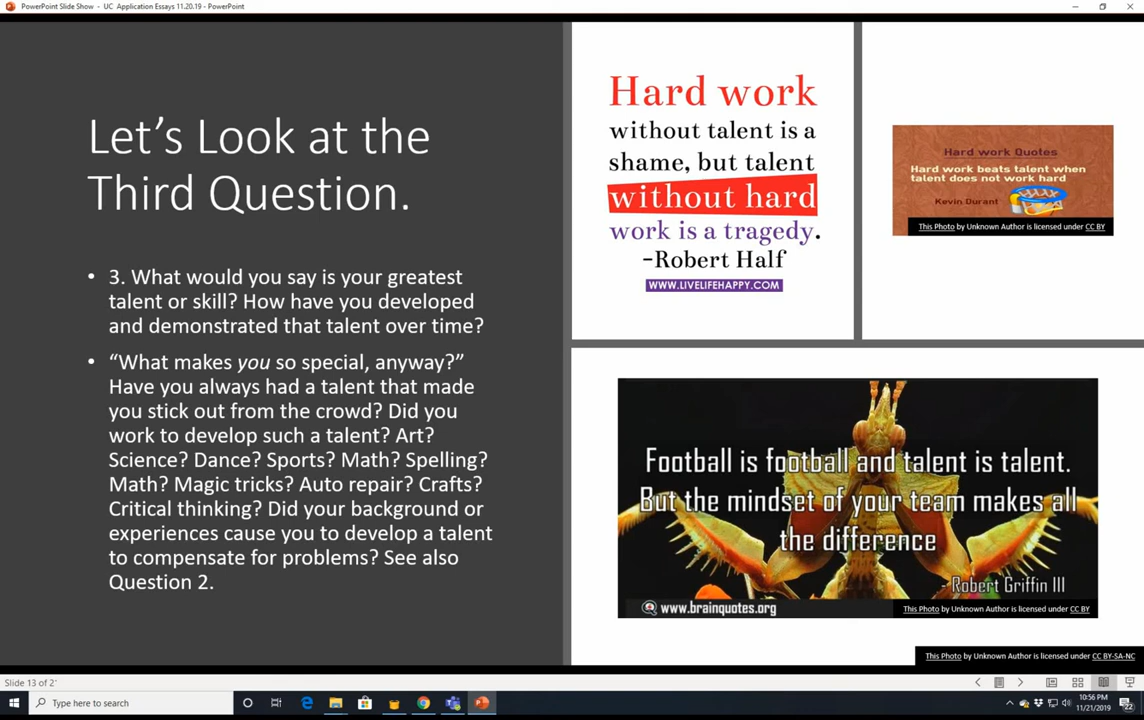 PowerPoint Slide Show - UC Application Essays 11.20.19 - PowerPoint
Let's Look at the
Third Question.
• 3. What would you say is your greatest
talent or skill? How have you developed
and demonstrated that talent over time?
• “What makes you so special, anyway?”
Have you always had a talent that made
you stick out from the crowd? Did you
work to develop such a talent? Art?
Science? Dance? Sports? Math? Spelling?
Math? Magic tricks? Auto repair? Crafts?
Critical thinking? Did your background or
experiences cause you to develop a talent
to compensate for problems? See also
Question 2.
Hard work
without talent is a
shame, but talent
without hard
work is a tragedy.
-Robert Half
WWW.LIVELIFEHAPPY.COM
Hard work Quotes
Hard work beats talent when
talent does not work hard
Kevin Durant
This Photo by Unknown Author is licensed under CC BY
Football is football and talent is talent.
But the mindset of your team makes all
the difference
- Robert Griffin III
www.brainquotes.org
This Photo by Unknown Author is licensed under CC BY
This Photo by Unknown Author is licensed under CC BY-SA-NC
Slide 13 of 2
Type here to search
10:56 PM
11/21/2019
22